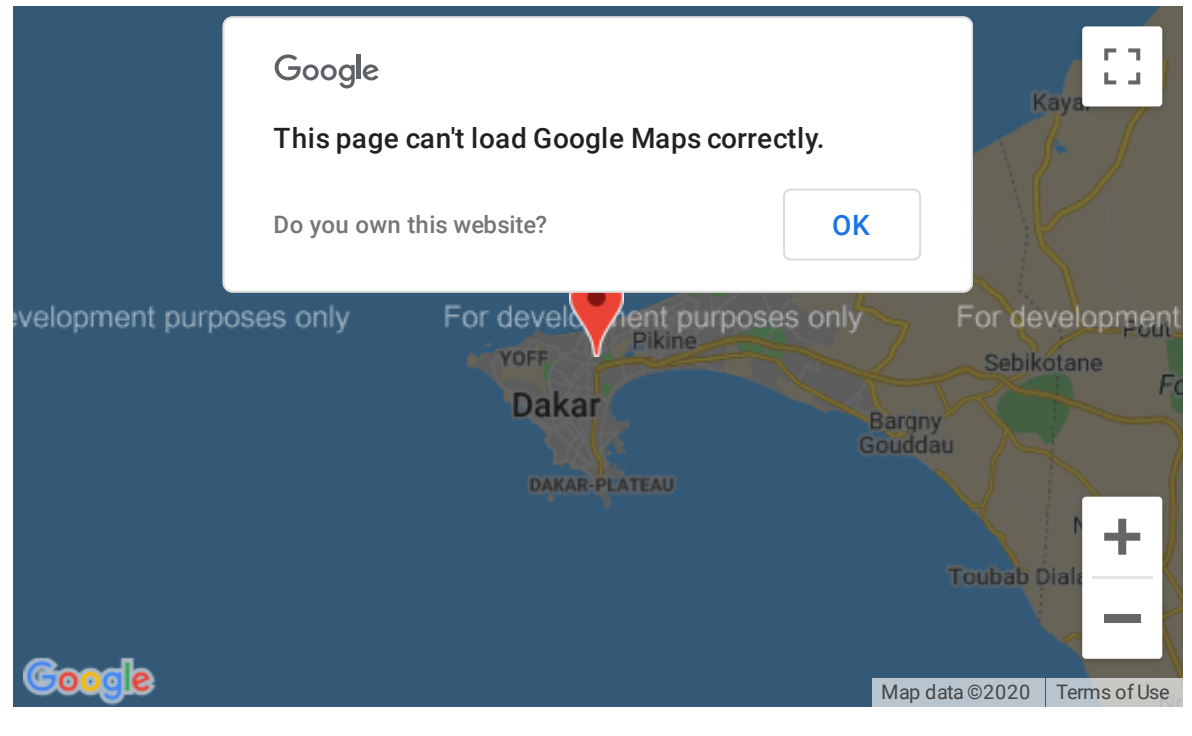 Google
This page can't load Google Maps correctly.
Do you own this website?
OK
evelopment purposes only
For development purposes only
For development
Pikine
YOFF
Sebikotane
Dakar
Bargny
Gouddau
DAKAR-PLATEAU
Google
Map data ©2020
Terms of Use